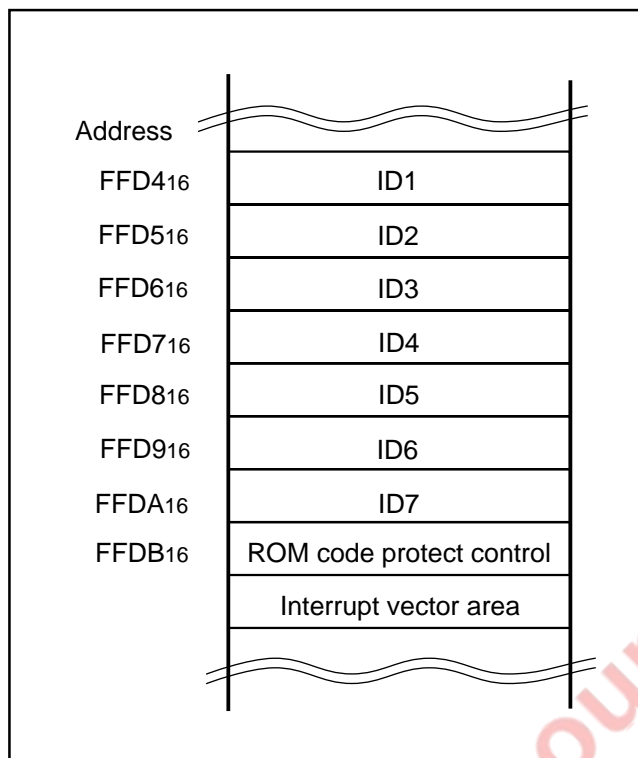 Address
FFD416 ID1
FFD516 ID2
FFD616 ID3
FFD716 ID4
FFD816 ID5
FFD916 ID6
FFDA16 ID7
FFDB16 ROM code protect control
Interrupt vector area